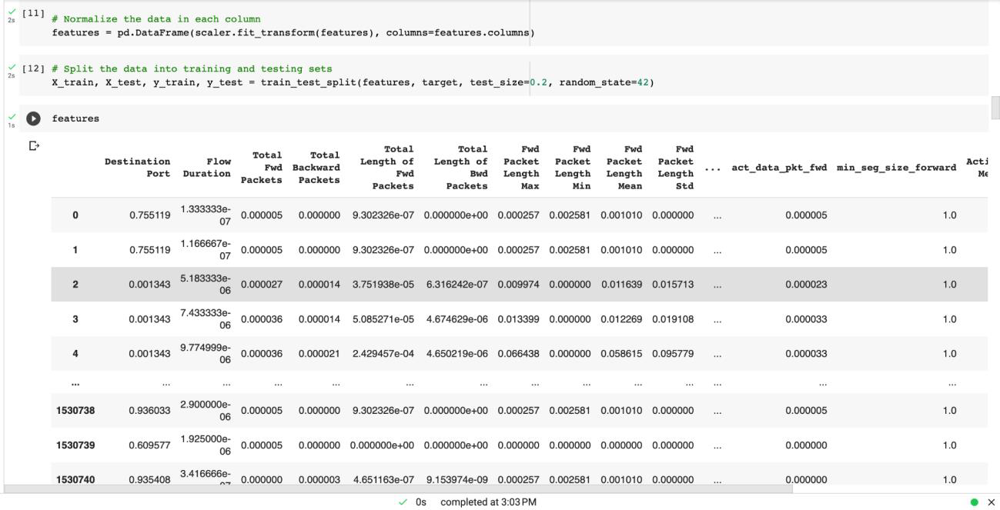 [11] # Normalize the data in each column
2s
features = pd.DataFrame(scaler.fit_transform(features), columns=features.columns)
[12] # Split the data into training and testing sets
2s
X_train, X_test, y_train, y_test = train_test_split(features, target, test_size=0.2, random_state=42)
features
1s
Destination Port Flow Duration Total Fwd Packets Total Backward Packets Total Length of Fwd Packets Total Length of Bwd Packets Fwd Packet Length Max Fwd Packet Length Min Fwd Packet Length Mean Fwd Packet Length Std ... act_data_pkt_fwd min_seg_size_forward Acti Me
0 0.755119 1.333333e-07 0.000005 0.000000 9.302326e-07 0.000000e+00 0.000257 0.002581 0.001010 0.000000 ... 0.000005 1.0
1 0.755119 1.166667e-07 0.000005 0.000000 9.302326e-07 0.000000e+00 0.000257 0.002581 0.001010 0.000000 ... 0.000005 1.0
2 0.001343 5.183333e-06 0.000027 0.000014 3.751938e-05 6.316242e-07 0.009974 0.000000 0.011639 0.015713 ... 0.000023 1.0
3 0.001343 7.433333e-06 0.000036 0.000014 5.085271e-05 4.674629e-06 0.013399 0.000000 0.012269 0.019108 ... 0.000033 1.0
4 0.001343 9.774999e-06 0.000036 0.000021 2.429457e-04 4.650219e-06 0.066438 0.000000 0.058615 0.095779 ... 0.000033 1.0
... ... ... ... ... ... ... ... ... ... ... ... ... ...
1530738 0.936033 2.900000e-06 0.000005 0.000000 9.302326e-07 0.000000e+00 0.000257 0.002581 0.001010 0.000000 ... 0.000005 1.0
1530739 0.609577 1.925000e-06 0.000005 0.000000 0.000000e+00 0.000000e+00 0.000000 0.000000 0.000000 0.000000 ... 0.000000 1.0
1530740 0.935408 3.416666e-07 0.000000 0.000003 4.651163e-07 9.153974e-09 0.000257 0.002581 0.001010 0.000000 ... 0.000000 1.0
0s completed at 3:03 PM